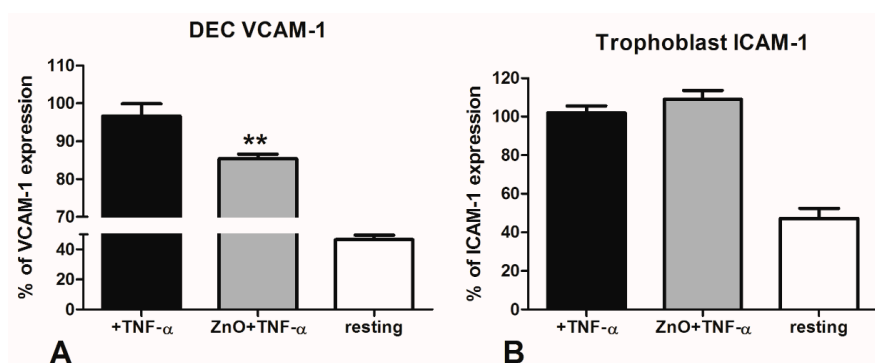 DEC VCAM-1
% of VCAM-1 expression
100
90
80
70
40
20
0
**
+TNF-α
ZnO+TNF-α
resting
A
Trophoblast ICAM-1
% of ICAM-1 expression
120
100
80
60
40
20
0
+TNF-α
ZnO+TNF-α
resting
B